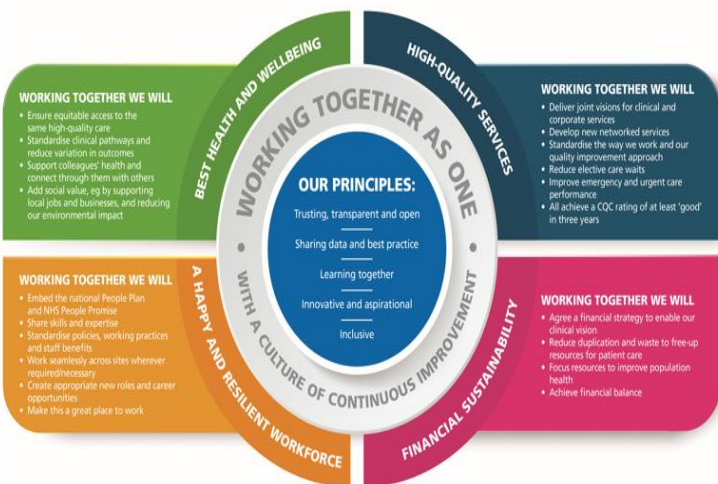 BEST HEALTH AND WELLBEING
WORKING TOGETHER WE WILL
• Ensure equitable access to the
same high-quality care
• Standardise clinical pathways and
reduce variation in outcomes
• Support colleagues' health and
connect through them with others
• Add social value, eg by supporting
local jobs and businesses, and reducing
our environmental impact
HIGH-QUALITY SERVICES
WORKING TOGETHER WE WILL
• Deliver joint visions for clinical and
corporate services
• Develop new networked services
• Standardise the way we work and our
quality improvement approach
• Reduce elective care waits
• Improve emergency and urgent care
performance
• All achieve a CQC rating of at least 'good'
in three years
WORKING TOGETHER AS ONE
• WITH A CULTURE OF CONTINUOUS IMPROVEMENT •
OUR PRINCIPLES:
Trusting, transparent and open
Sharing data and best practice
Learning together
Innovative and aspirational
Inclusive
A HAPPY AND RESILIENT WORKFORCE
WORKING TOGETHER WE WILL
• Embed the national People Plan
and NHS People Promise
• Share skills and expertise
• Standardise policies, working practices
and staff benefits
• Work seamlessly across sites wherever
required/necessary
• Create appropriate new roles and career
opportunities
• Make this a great place to work
FINANCIAL SUSTAINABILITY
WORKING TOGETHER WE WILL
• Agree a financial strategy to enable our
clinical vision
• Reduce duplication and waste to free-up
resources for patient care
• Focus resources to improve population
health
• Achieve financial balance